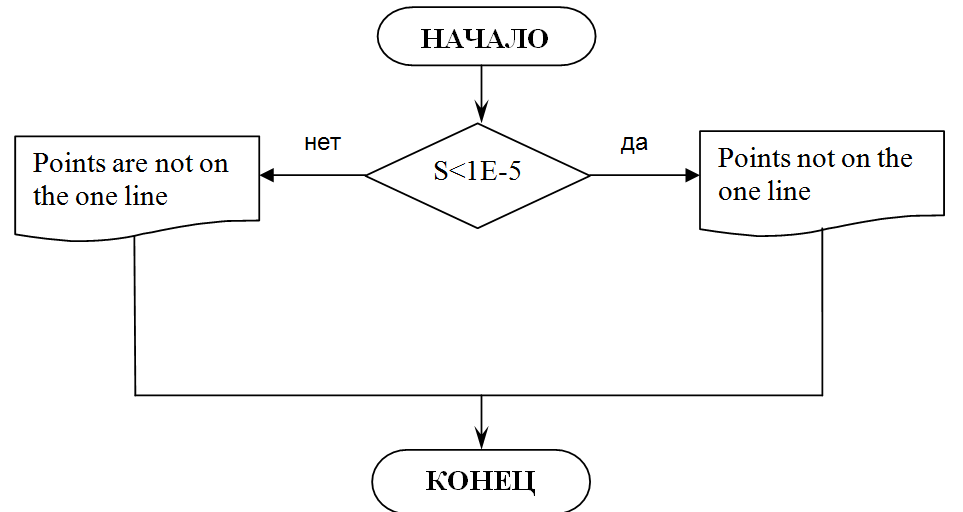 НАЧАЛО
нет
да
S<1E-5
Points are not on
the one line
Points not on the
one line
КОНЕЦ